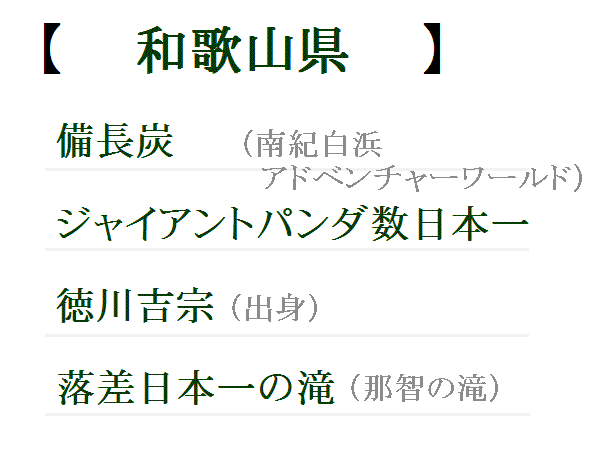 【 和歌山県 】
備長炭 （南紀白浜
アドベンチャーワールド）
ジャイアントパンダ数日本一
徳川吉宗（出身）
落差日本一の滝（那智の滝）